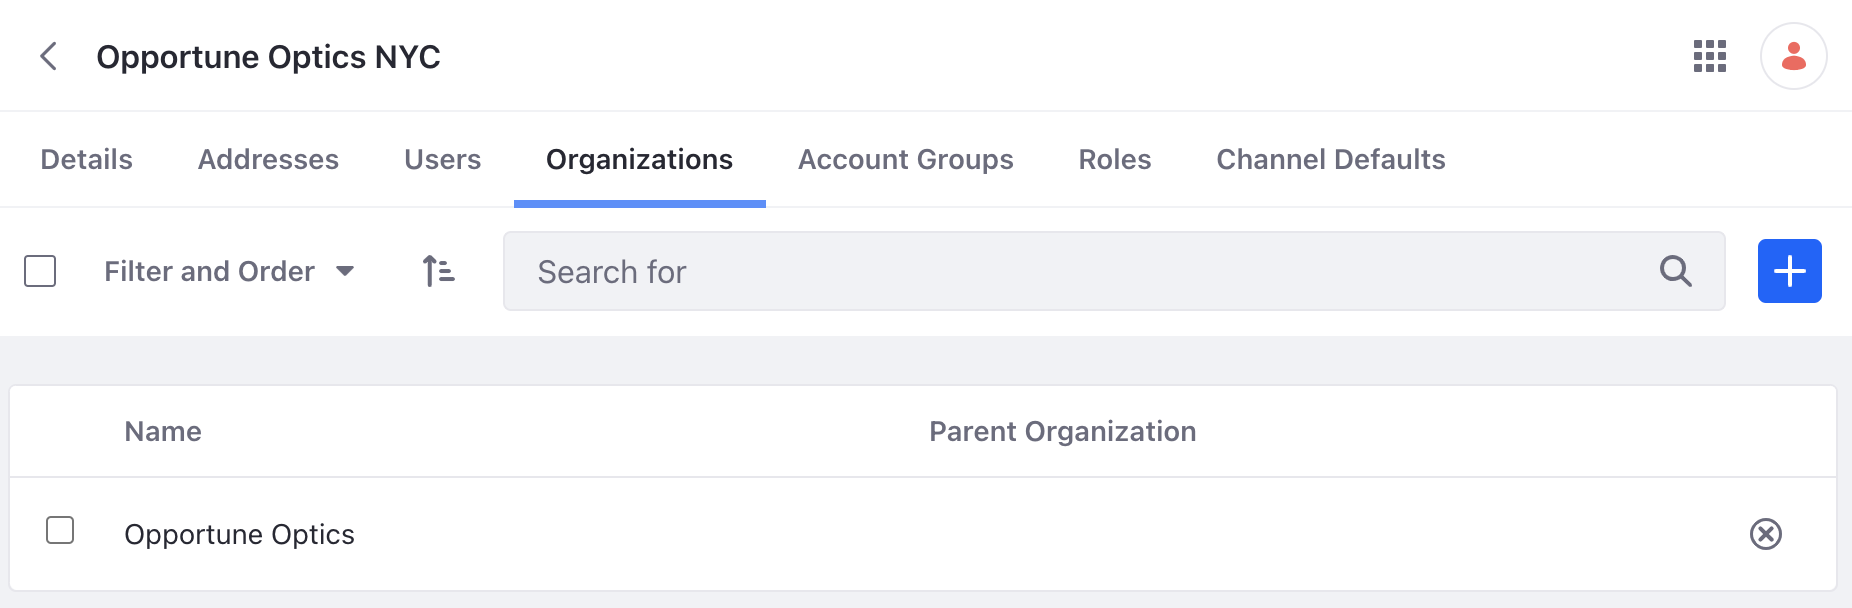 Opportune Optics NYC
Details Addresses Users Organizations Account Groups Roles Channel Defaults
Filter and Order Search for
Name Parent Organization
Opportune Optics